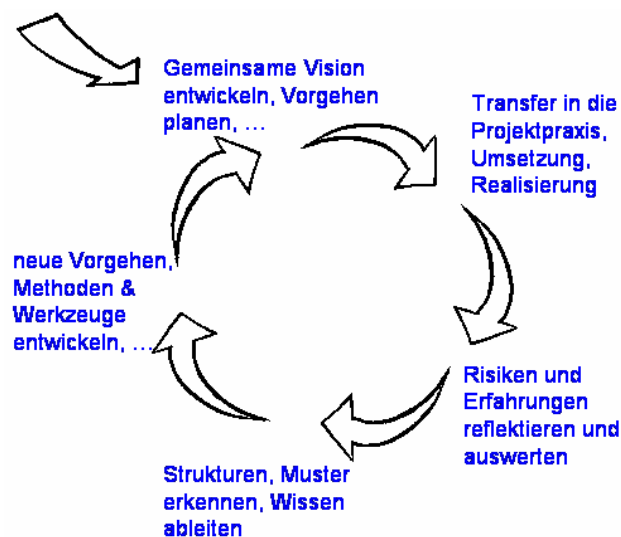 Gemeinsame Vision
entwickeln, Vorgehen
planen, ...
Transfer in die
Projektpraxis,
Umsetzung,
Realisierung
Risiken und
Erfahrungen
reflektieren und
auswerten
Strukturen, Muster
erkennen, Wissen
ableiten
neue Vorgehen,
Methoden &
Werkzeuge
entwickeln, ...